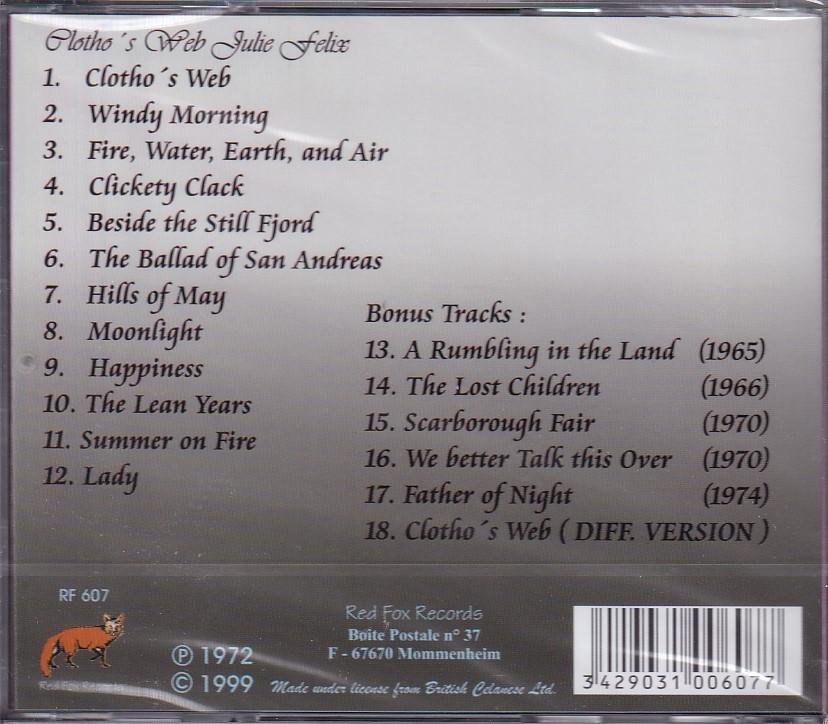 Clotho´s Web Julie Felix
1. Clotho´s Web
2. Windy Morning
3. Fire, Water, Earth, and Air
4. Clickety Clack
5. Beside the Still Fjord
6. The Ballad of San Andreas
7. Hills of May
8. Moonlight
9. Happiness
10. The Lean Years
11. Summer on Fire
12. Lady
Bonus Tracks :
13. A Rumbling in the Land (1965)
14. The Lost Children (1966)
15. Scarborough Fair (1970)
16. We better Talk this Over (1970)
17. Father of Night (1974)
18. Clotho´s Web ( DIFF. VERSION )
RF 607
Red Fox Records
℗ 1972
© 1999
Red Fox Records
Boîte Postale n° 37
F - 67670 Mommenheim
Made under license from British Celanese Ltd.
3 429031 006077